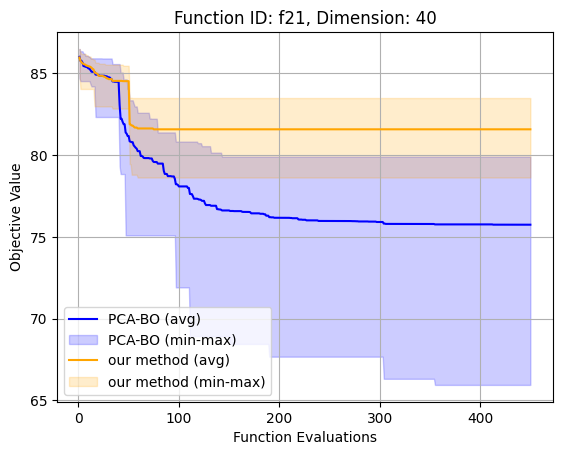 Function ID: f21, Dimension: 40
Objective Value
85
80
75
70
65
PCA-BO (avg)
PCA-BO (min-max)
our method (avg)
our method (min-max)
0
100
200
300
400
Function Evaluations